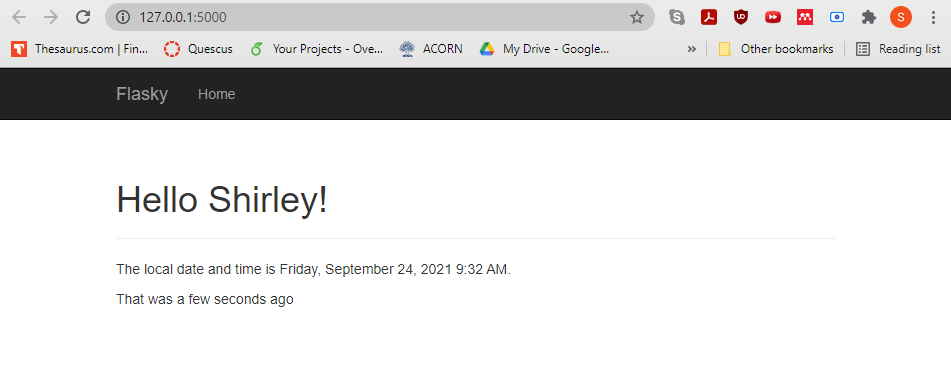 127.0.0.1:5000
S
Thesaurus.com | Fin... Quescus Your Projects - Ove... ACORN My Drive - Google... » Other bookmarks Reading list
Flasky Home
Hello Shirley!
The local date and time is Friday, September 24, 2021 9:32 AM.
That was a few seconds ago